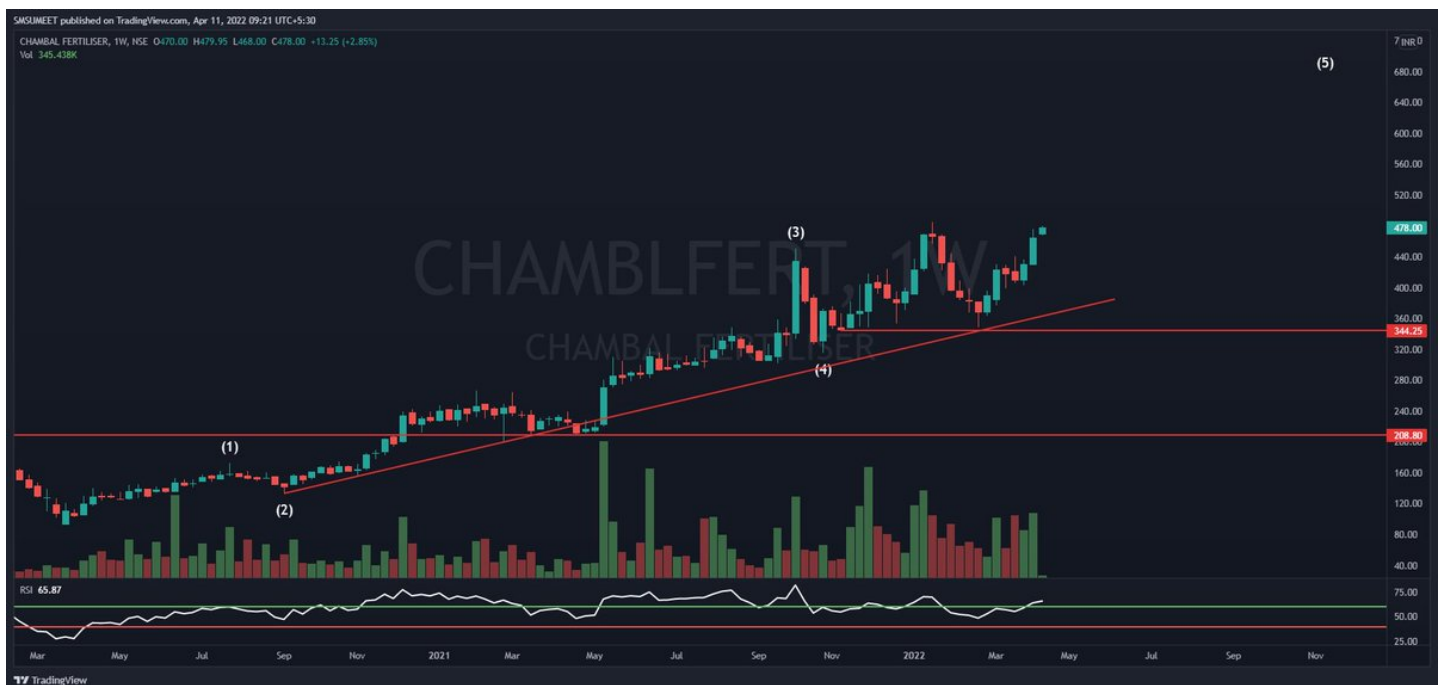 SMSUMEET published on TradingView.com, Apr 11, 2022 09:21 UTC+5:30
CHAMBAL FERTILISER, 1W, NSE O470.00 H479.95 L468.00 C478.00 +13.25 (+2.85%)
Vol 345.438K
INR
(5)
680.00
640.00
600.00
560.00
520.00
(3)
478.00
CHAMBLFERT, 1W
440.00
400.00
360.00
344.25
CHAMBAL FERTILISER
320.00
(4)
280.00
240.00
208.80
(1)
160.00
120.00
(2)
80.00
40.00
RSI 65.87
75.00
50.00
25.00
Mar May Jul Sep Nov 2021 Mar May Jul Sep Nov 2022 Mar May Jul Sep Nov
TradingView